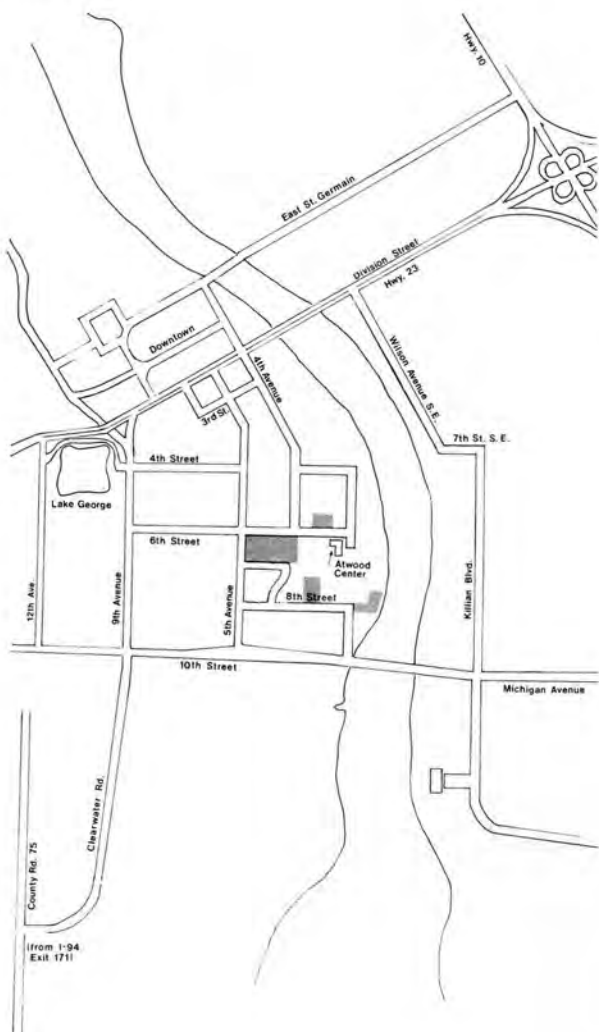 Hwy. 10
East St. Germain
Division Street
Hwy. 23
Downtown
4th Avenue
Wilson Avenue S.E.
3rd St.
7th St. S.E.
4th Street
Lake George
6th Street
Atwood
Center
12th Ave
9th Avenue
5th Avenue
8th Street
Killian Blvd.
10th Street
Michigan Avenue
Clearwater Rd.
County Rd. 75
(from I-94
Exit 171)